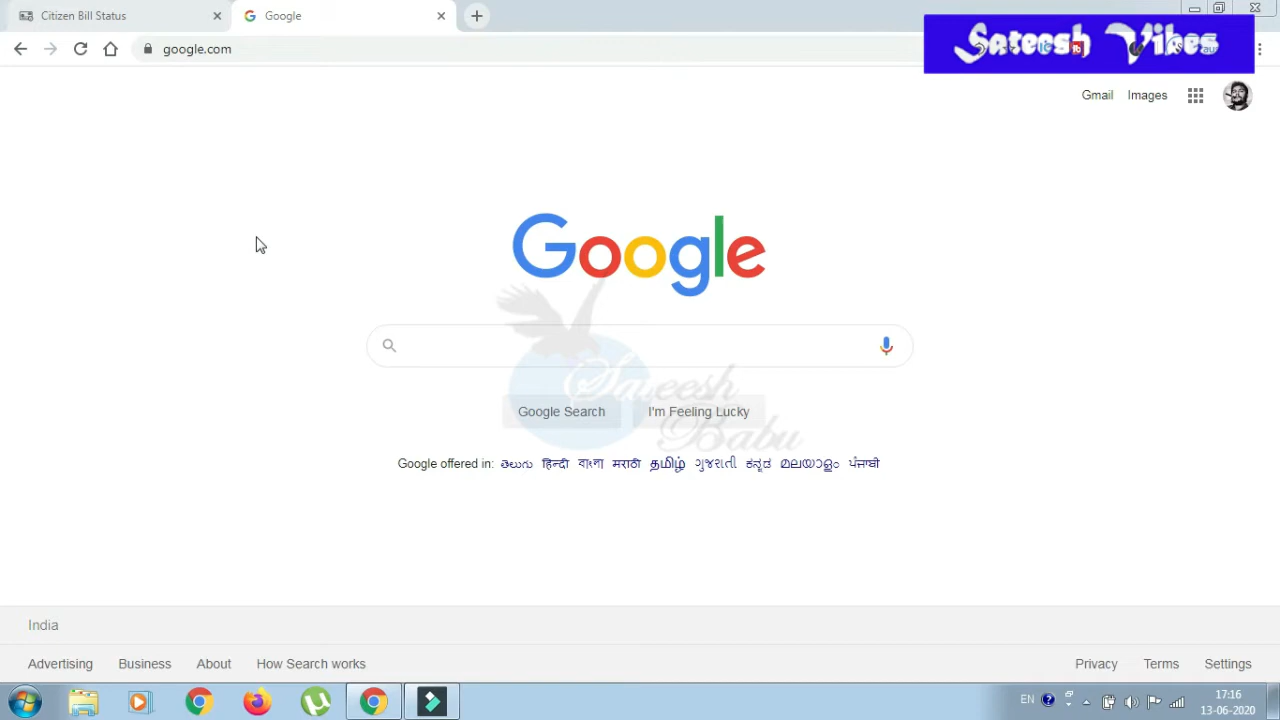 Citizen Bill Status
Google
google.com
Sateesh Vibes
Gmail Images
Google
Sateesh
Babu
Google Search I'm Feeling Lucky
Google offered in: తెలుగు हिन्दी বাংলা मराठी தமிழ் ગુજરાતી ಕನ್ನಡ മലയാളം ਪੰਜਾਬੀ
India
Advertising Business About How Search works
Privacy Terms Settings
EN
17:16
13-06-2020